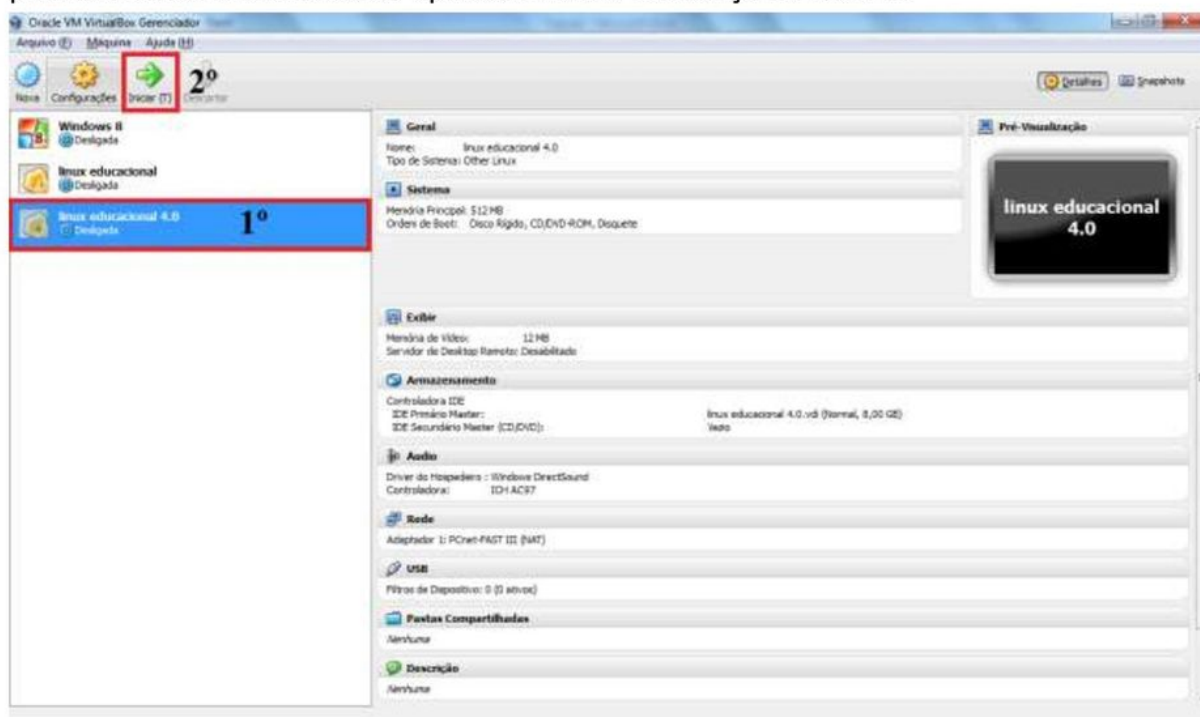 Oracle VM VirtualBox Gerenciador
Arquivo (F) Máquina Ajuda (H)
Nova Configurações Iniciar (T) Descartar
2º
Detalhes Snapshots
Windows 8
Desligada
linux educacional
Desligada
linux educacional 4.0
Desligada
1º
Geral
Nome: linux educacional 4.0
Tipo de Sistema: Other Linux
Sistema
Memória Principal: 512 MB
Ordem de Boot: Disco Rígido, CD/DVD-ROM, Disquete
Pré-Visualização
linux educacional
4.0
Exibir
Memória de Vídeo: 12 MB
Servidor de Desktop Remoto: Desabilitado
Armazenamento
Controladora IDE
IDE Primário Master: linux educacional 4.0.vdi (Normal, 8,00 GB)
IDE Secundário Master (CD/DVD): Vazio
Audio
Driver do Hospedeiro : Windows DirectSound
Controladora: ICH AC97
Rede
Adaptador 1: PCnet-FAST III (NAT)
USB
Filtros de Dispositivo: 0 (0 ativos)
Pastas Compartilhadas
Nenhuma
Descrição
Nenhuma